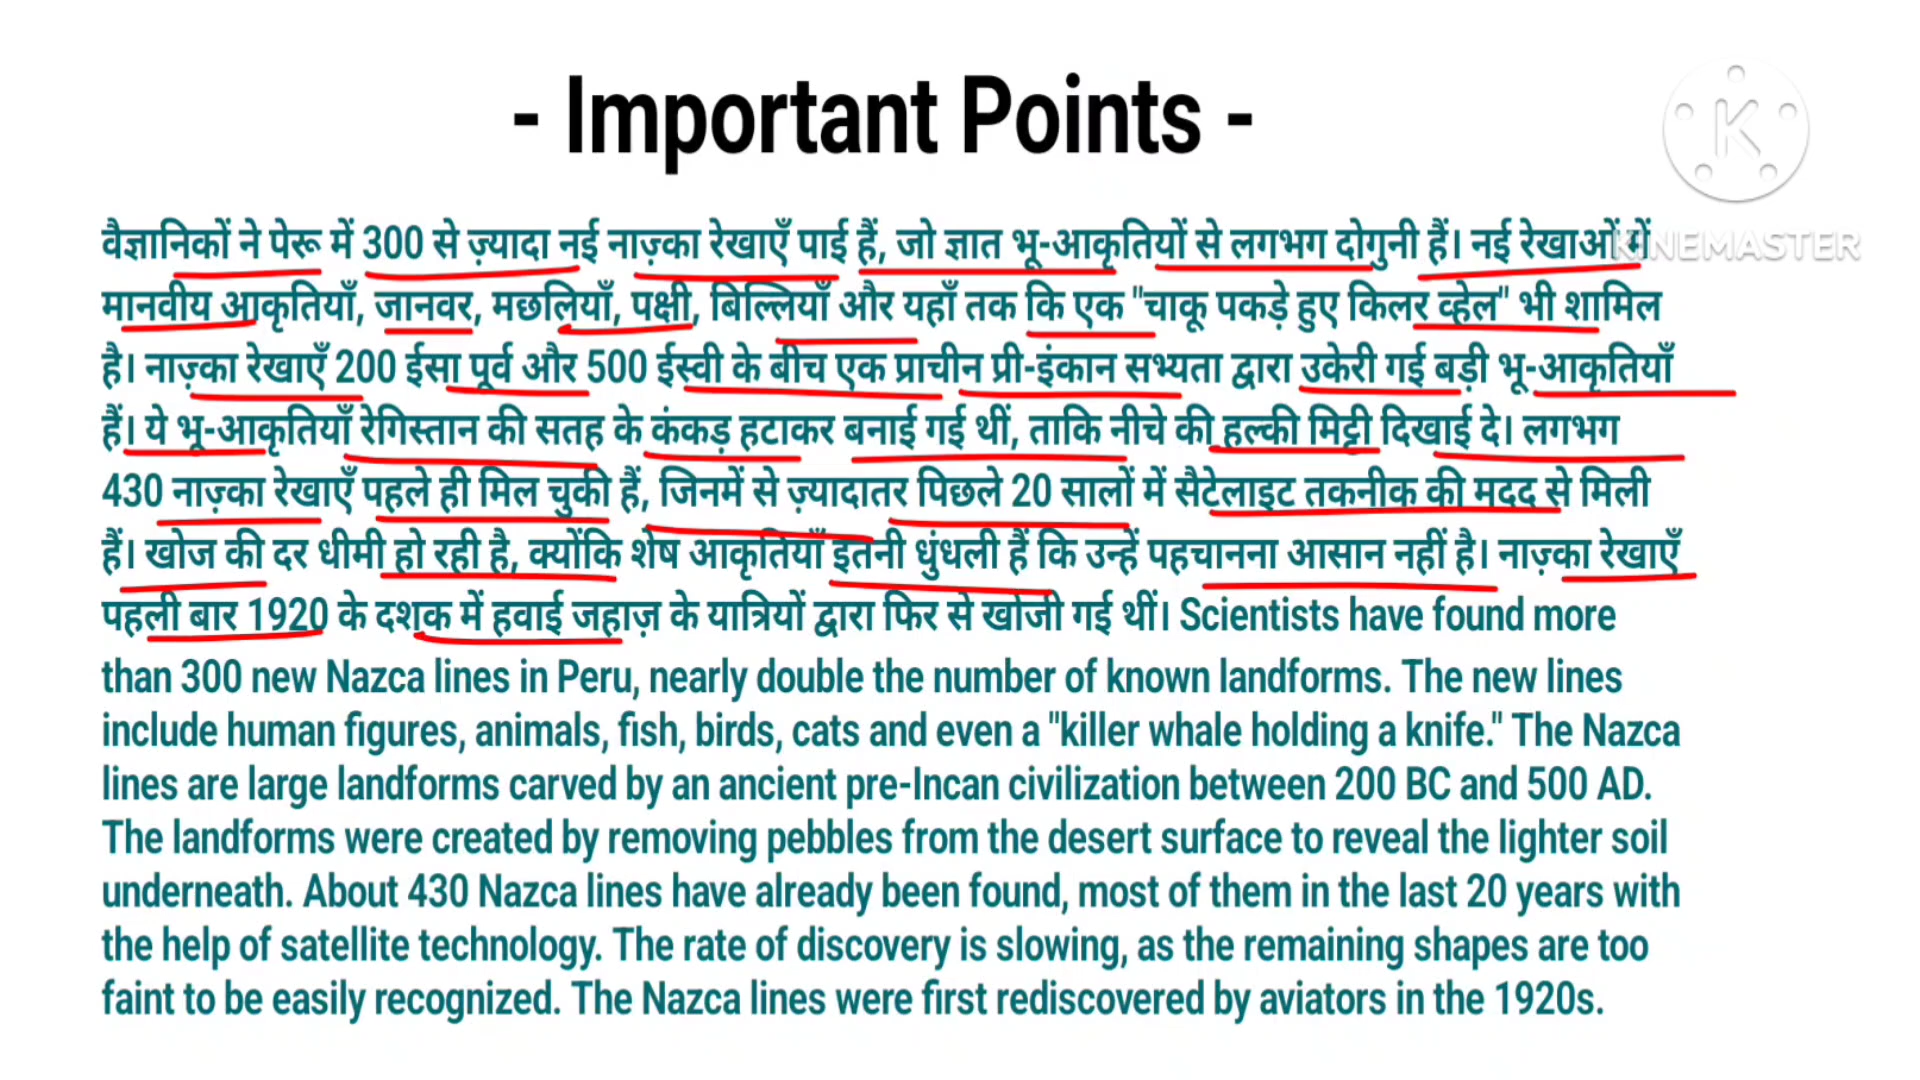 - Important Points -
KINEMASTER
वैज्ञानिकों ने पेरू में 300 से ज़्यादा नई नाज़्का रेखाएँ पाई हैं, जो ज्ञात भू-आकृतियों से लगभग दोगुनी हैं। नई रेखाओं में
मानवीय आकृतियाँ, जानवर, मछलियाँ, पक्षी, बिल्लियाँ और यहाँ तक कि एक "चाकू पकड़े हुए किलर व्हेल" भी शामिल
है। नाज़्का रेखाएँ 200 ईसा पूर्व और 500 ईस्वी के बीच एक प्राचीन प्री-इंकान सभ्यता द्वारा उकेरी गई बड़ी भू-आकृतियाँ
हैं। ये भू-आकृतियाँ रेगिस्तान की सतह के कंकड़ हटाकर बनाई गई थीं, ताकि नीचे की हल्की मिट्टी दिखाई दे। लगभग
430 नाज़्का रेखाएँ पहले ही मिल चुकी हैं, जिनमें से ज़्यादातर पिछले 20 सालों में सैटेलाइट तकनीक की मदद से मिली
हैं। खोज की दर धीमी हो रही है, क्योंकि शेष आकृतियाँ इतनी धुंधली हैं कि उन्हें पहचानना आसान नहीं है। नाज़्का रेखाएँ
पहली बार 1920 के दशक में हवाई जहाज़ के यात्रियों द्वारा फिर से खोजी गई थीं। Scientists have found more
than 300 new Nazca lines in Peru, nearly double the number of known landforms. The new lines
include human figures, animals, fish, birds, cats and even a "killer whale holding a knife." The Nazca
lines are large landforms carved by an ancient pre-Incan civilization between 200 BC and 500 AD.
The landforms were created by removing pebbles from the desert surface to reveal the lighter soil
underneath. About 430 Nazca lines have already been found, most of them in the last 20 years with
the help of satellite technology. The rate of discovery is slowing, as the remaining shapes are too
faint to be easily recognized. The Nazca lines were first rediscovered by aviators in the 1920s.